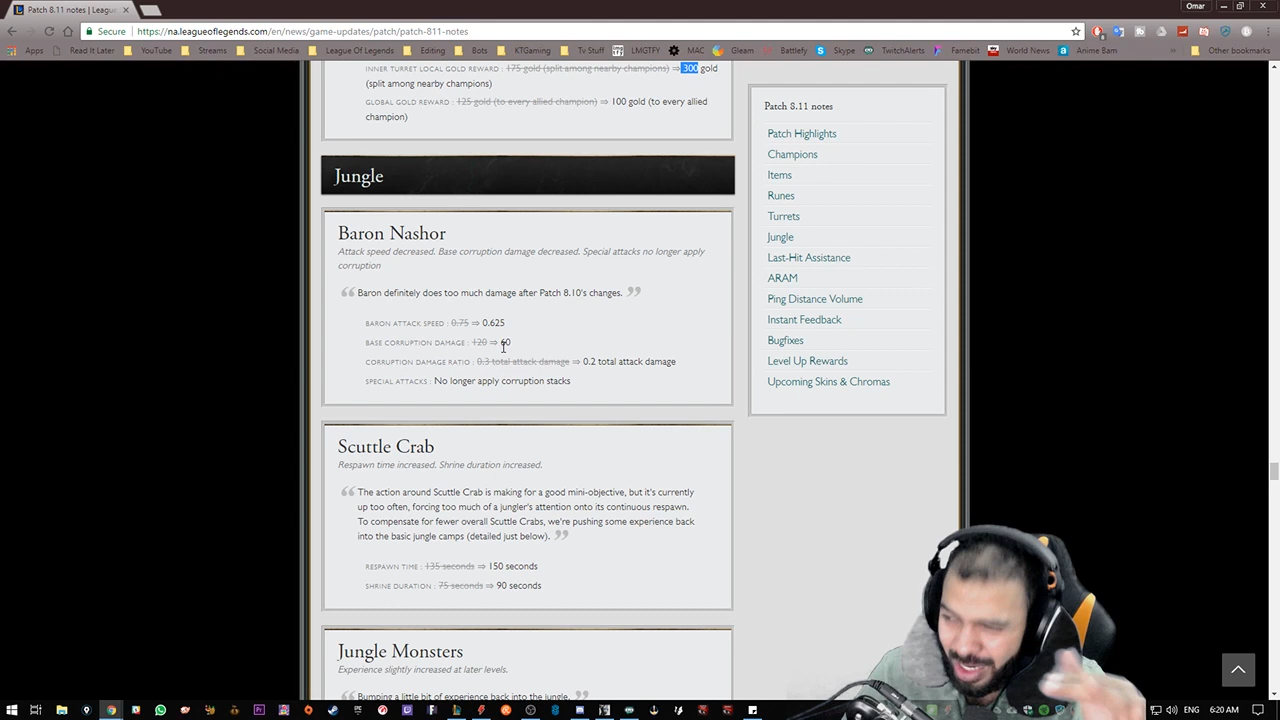 Patch 8.11 notes | Leagu
Omar
Secure https://na.leagueoflegends.com/en/news/game-updates/patch/patch-811-notes
Apps Read It Later YouTube Streams Social Media League Of Legends Editing Bots KTGaming Tv Stuff LMGTFY MAC Gleam Battlefy Skype TwitchAlerts Famebit World News Anime Bam Other bookmarks
INNER TURRET LOCAL GOLD REWARD : 175 gold (split among nearby champions) ⇒ 300 gold
(split among nearby champions)
GLOBAL GOLD REWARD : 125 gold (to every allied champion) ⇒ 100 gold (to every allied
champion)
Jungle
Baron Nashor
Attack speed decreased. Base corruption damage decreased. Special attacks no longer apply
corruption
Baron definitely does too much damage after Patch 8.10's changes.
BARON ATTACK SPEED : 0.75 ⇒ 0.625
BASE CORRUPTION DAMAGE : 120 ⇒ 60
CORRUPTION DAMAGE RATIO : 0.3 total attack damage ⇒ 0.2 total attack damage
SPECIAL ATTACKS : No longer apply corruption stacks
Scuttle Crab
Respawn time increased. Shrine duration increased.
The action around Scuttle Crab is making for a good mini-objective, but it's currently
up too often, forcing too much of a jungler's attention onto its continuous respawn.
To compensate for fewer overall Scuttle Crabs, we're pushing some experience back
into the basic jungle camps (detailed just below).
RESPAWN TIME : 135 seconds ⇒ 150 seconds
SHRINE DURATION : 75 seconds ⇒ 90 seconds
Jungle Monsters
Experience slightly increased at later levels.
Bumping a little bit of experience back into the jungle.
Patch 8.11 notes
Patch Highlights
Champions
Items
Runes
Turrets
Jungle
Last-Hit Assistance
ARAM
Ping Distance Volume
Instant Feedback
Bugfixes
Level Up Rewards
Upcoming Skins & Chromas
ENG 6:20 AM